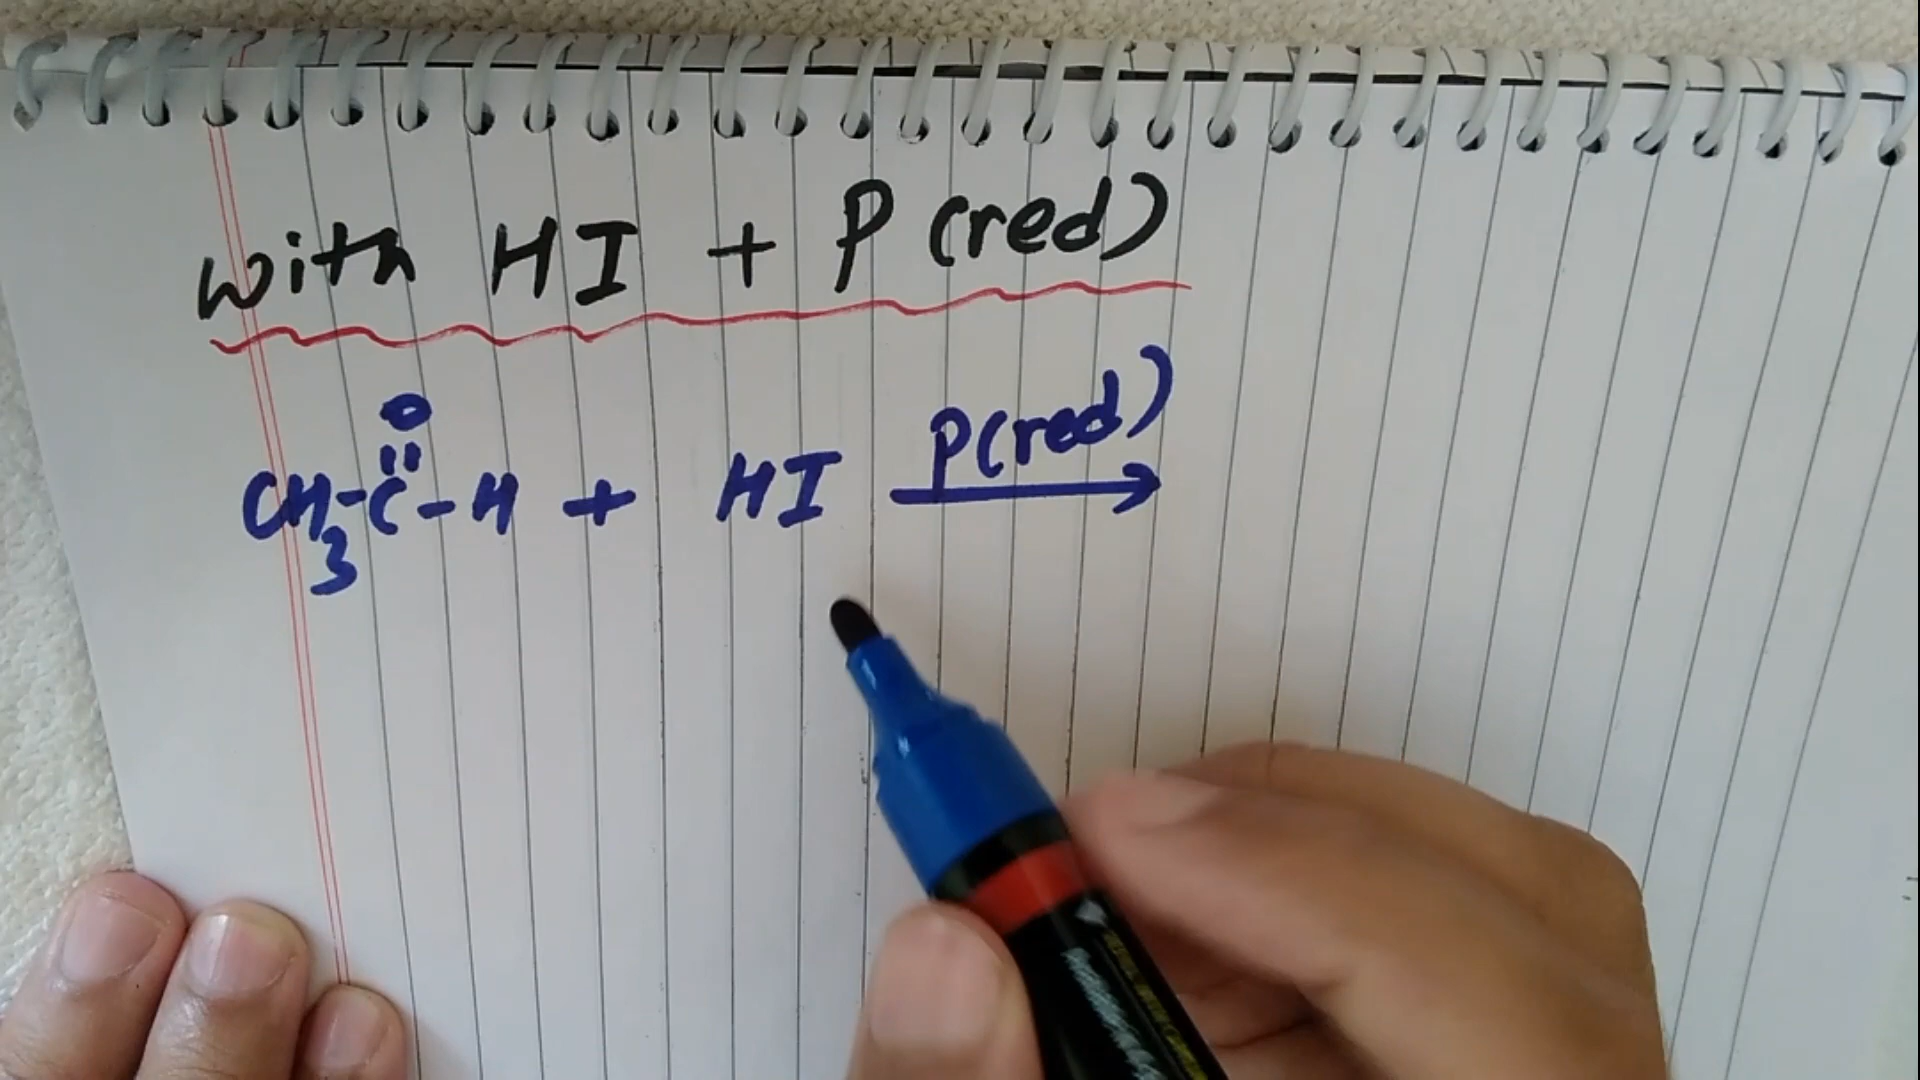 with HI + P (red)
O
CH3-C-H + HI P(red) →